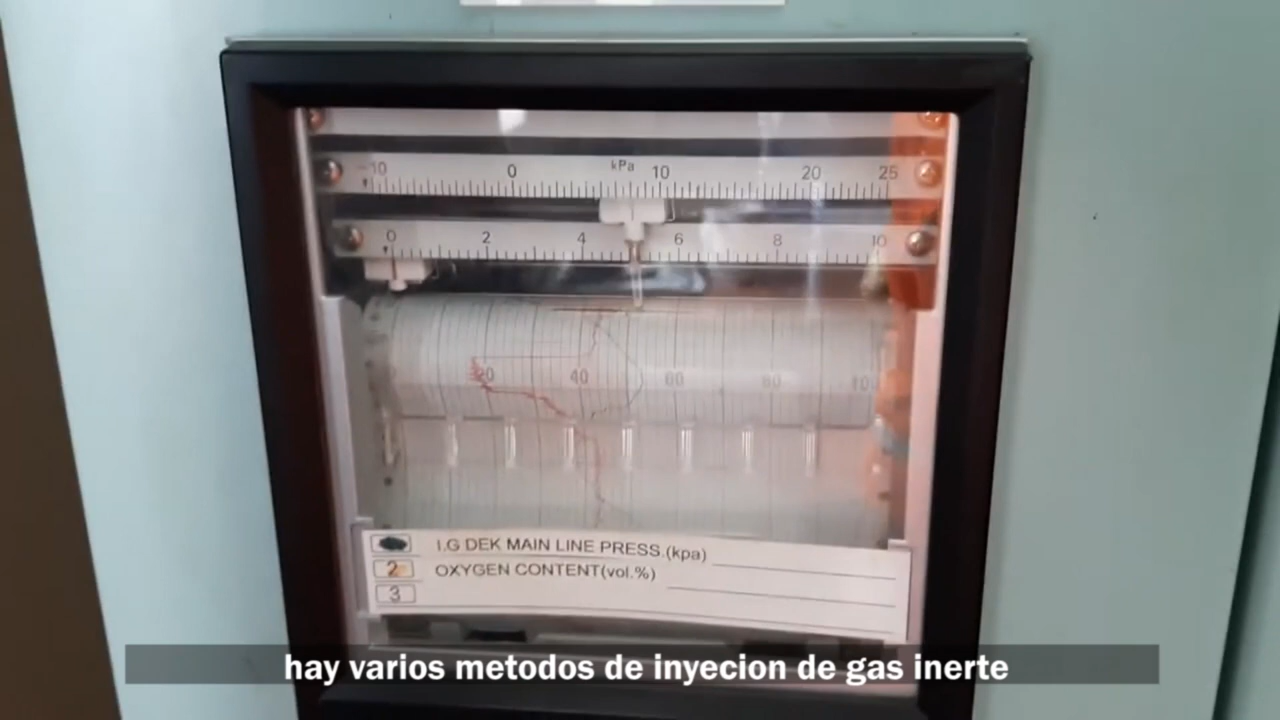 -10 0 kPa 10 20 25
0 2 4 6 8 10
20 40 60 80 100
I.G DEK MAIN LINE PRESS.(kpa)
2 OXYGEN CONTENT(vol.%)
3
hay varios metodos de inyecion de gas inerte